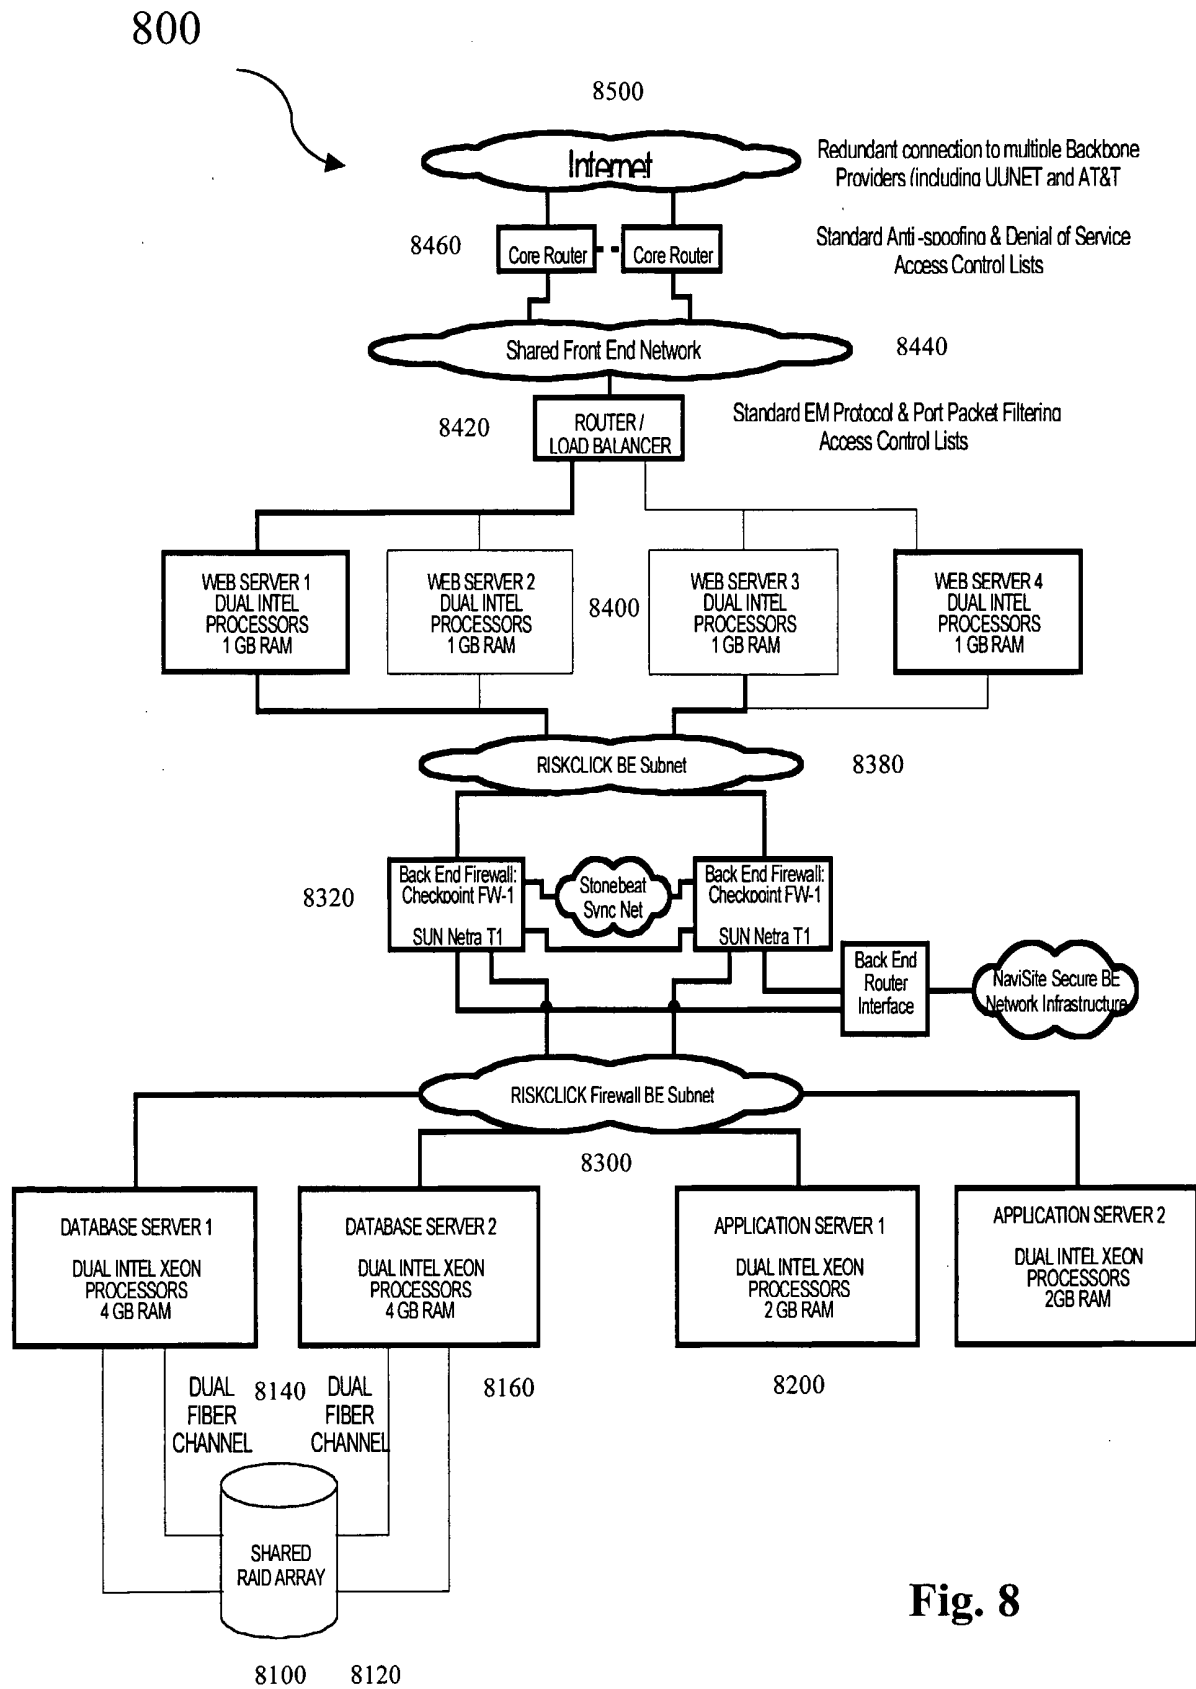 800
8500
Internet
Redundant connection to multiple Backbone
Providers (including UUNET and AT&T
8460
Core Router
Core Router
Standard Anti -spoofing & Denial of Service
Access Control Lists
Shared Front End Network
8440
8420
ROUTER /
LOAD BALANCER
Standard EM Protocol & Port Packet Filtering
Access Control Lists
WEB SERVER 1
DUAL INTEL
PROCESSORS
1 GB RAM
WEB SERVER 2
DUAL INTEL
PROCESSORS
1 GB RAM
8400
WEB SERVER 3
DUAL INTEL
PROCESSORS
1 GB RAM
WEB SERVER 4
DUAL INTEL
PROCESSORS
1 GB RAM
RISKCLICK BE Subnet
8380
8320
Back End Firewall:
Checkpoint FW-1
SUN Netra T1
Stonebeat
Sync Net
Back End Firewall:
Checkpoint FW-1
SUN Netra T1
Back End
Router
Interface
NaviSite Secure BE
Network Infrastructure
RISKCLICK Firewall BE Subnet
8300
DATABASE SERVER 1
DUAL INTEL XEON
PROCESSORS
4 GB RAM
DATABASE SERVER 2
DUAL INTEL XEON
PROCESSORS
4 GB RAM
APPLICATION SERVER 1
DUAL INTEL XEON
PROCESSORS
2 GB RAM
APPLICATION SERVER 2
DUAL INTEL XEON
PROCESSORS
2GB RAM
DUAL
FIBER
CHANNEL
8140
DUAL
FIBER
CHANNEL
8160
8200
SHARED
RAID ARRAY
8100
8120
Fig. 8